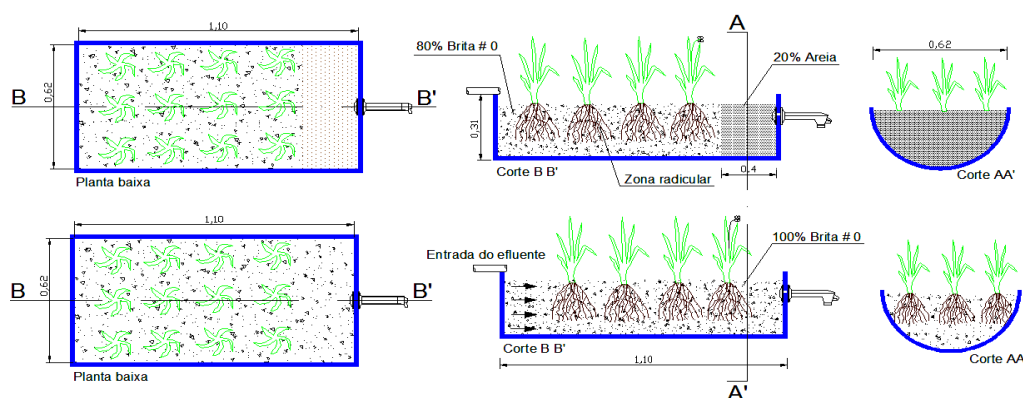 1,10
0,62
B
B'
Planta baixa
80% Brita # 0
A
20% Areia
0,31
Corte B B'
Zona radicular
0,4
0,62
Corte AA'
1,10
0,62
B
B'
Planta baixa
Entrada do efluente
100% Brita # 0
Corte B B'
1,10
A'
Corte AA